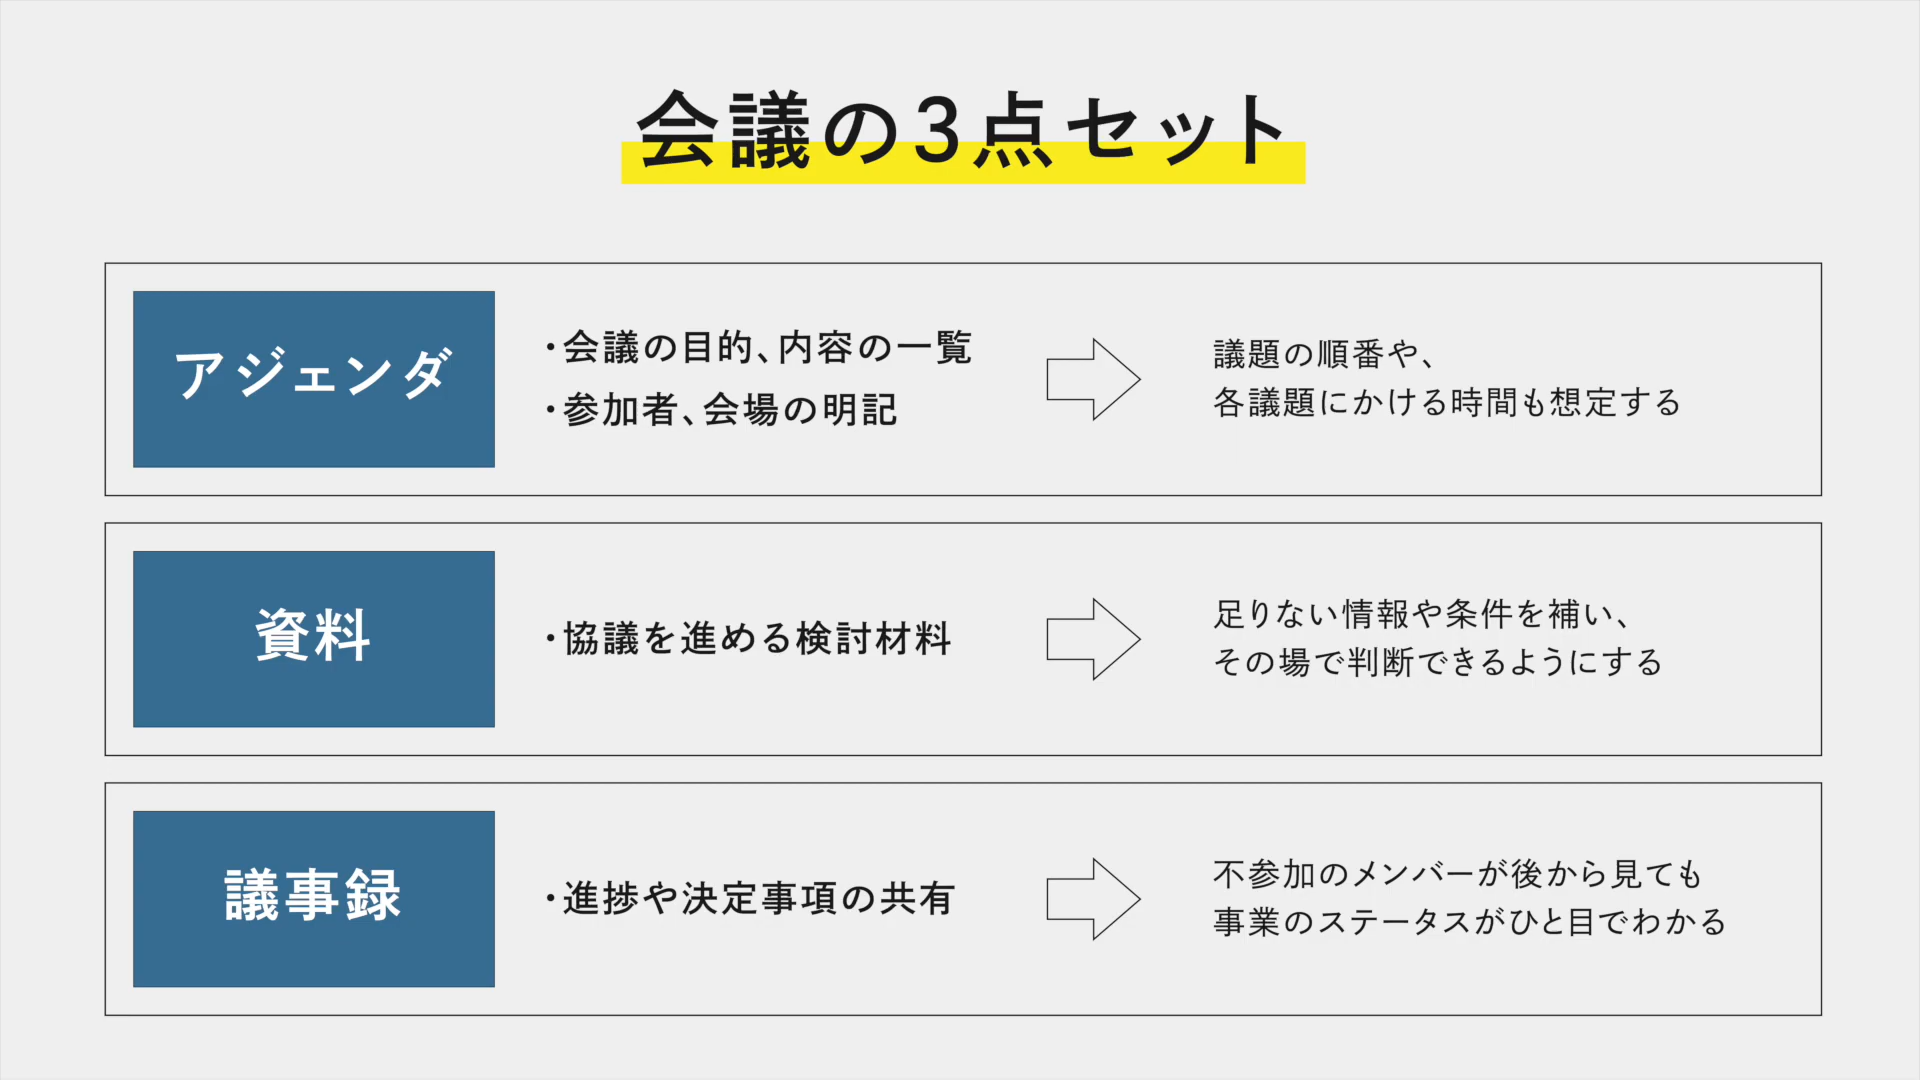 会議の3点セット
アジェンダ
・会議の目的、内容の一覧
・参加者、会場の明記
議題の順番や、
各議題にかける時間も想定する
資料
・協議を進める検討材料
足りない情報や条件を補い、
その場で判断できるようにする
議事録
・進捗や決定事項の共有
不参加のメンバーが後から見ても
事業のステータスがひと目でわかる